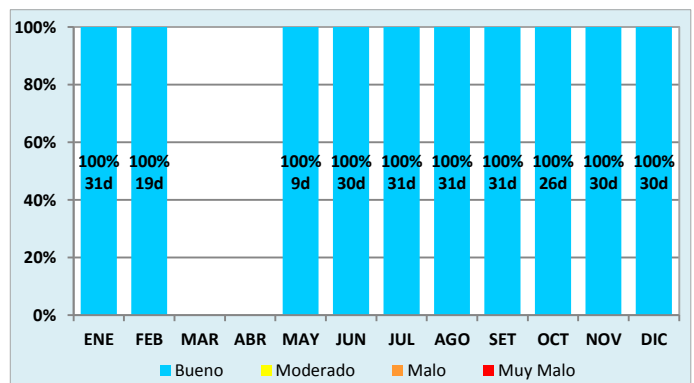 100%
80%
60%
40%
20%
0%
100% 100% 100% 100% 100% 100% 100% 100% 100% 100%
31d 19d 9d 30d 31d 31d 31d 26d 30d 30d
ENE FEB MAR ABR MAY JUN JUL AGO SET OCT NOV DIC
Bueno Moderado Malo Muy Malo